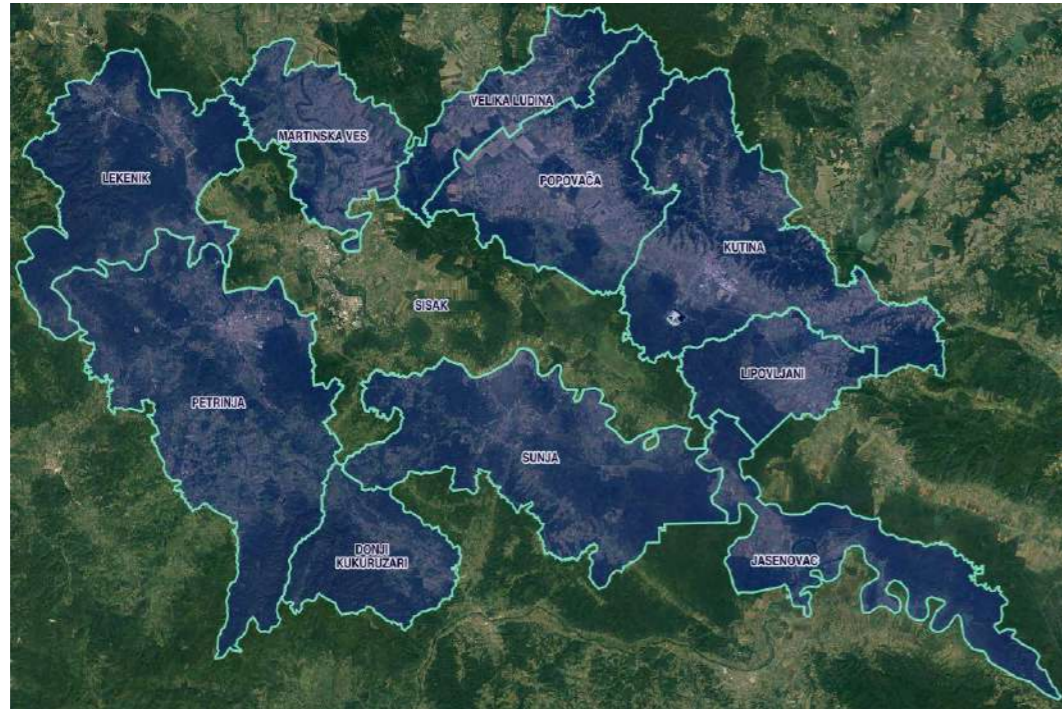 VELIKA LUDINA
MARTINSKA VES
LEKENIK
POPOVAČA
KUTINA
SISAK
LIPOVLJANI
PETRINJA
SUNJA
DONJI
KUKURUZARI
JASENOVAC